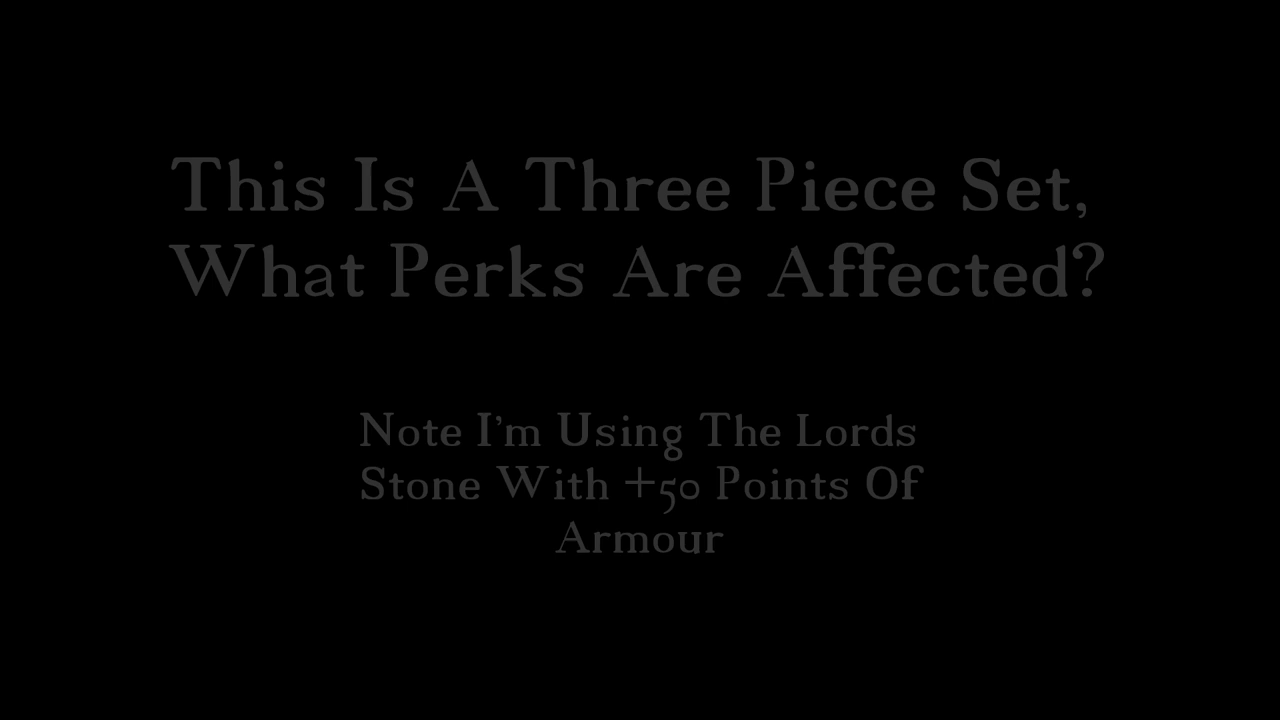 This Is A Three Piece Set,
What Perks Are Affected?
Note I'm Using The Lords
Stone With +50 Points Of
Armour